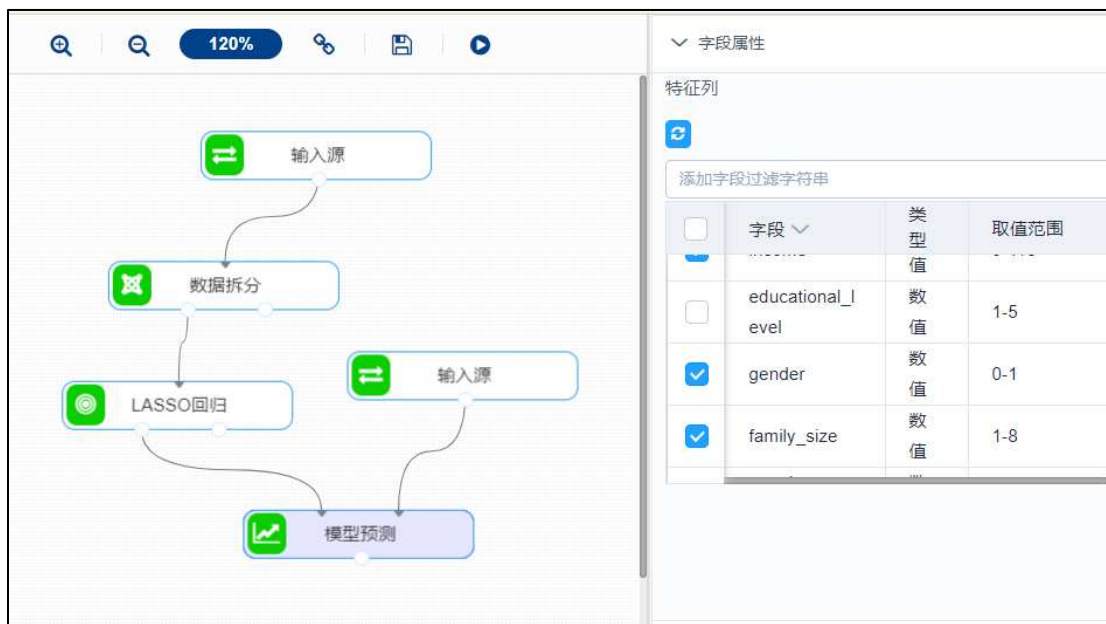 120%
输入源
数据拆分
输入源
LASSO回归
模型预测
字段属性
特征列
添加字段过滤字符串
字段
类
型
取值范围
值
educational_l
evel
数
值
1-5
gender
数
值
0-1
family_size
数
值
1-8